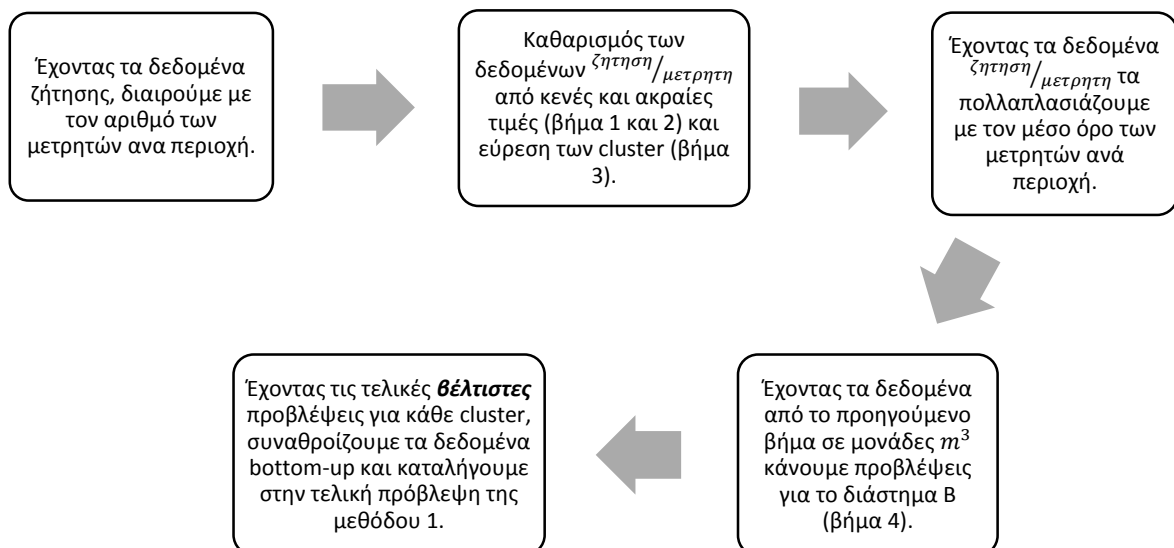 Έχοντας τα δεδομένα
ζήτησης, διαιρούμε με
τον αριθμό των
μετρητών ανα περιοχή.
Καθαρισμός των
δεδομένων ζητηση/μετρητη
από κενές και ακραίες
τιμές (βήμα 1 και 2) και
εύρεση των cluster (βήμα
3).
Έχοντας τα δεδομένα
ζητηση/μετρητη τα
πολλαπλασιάζουμε
με τον μέσο όρο των
μετρητών ανά
περιοχή.
Έχοντας τα δεδομένα
από το προηγούμενο
βήμα σε μονάδες m³
κάνουμε προβλέψεις
για το διάστημα Β
(βήμα 4).
Έχοντας τις τελικές βέλτιστες
προβλέψεις για κάθε cluster,
συναθροίζουμε τα δεδομένα
bottom-up και καταλήγουμε
στην τελική πρόβλεψη της
μεθόδου 1.